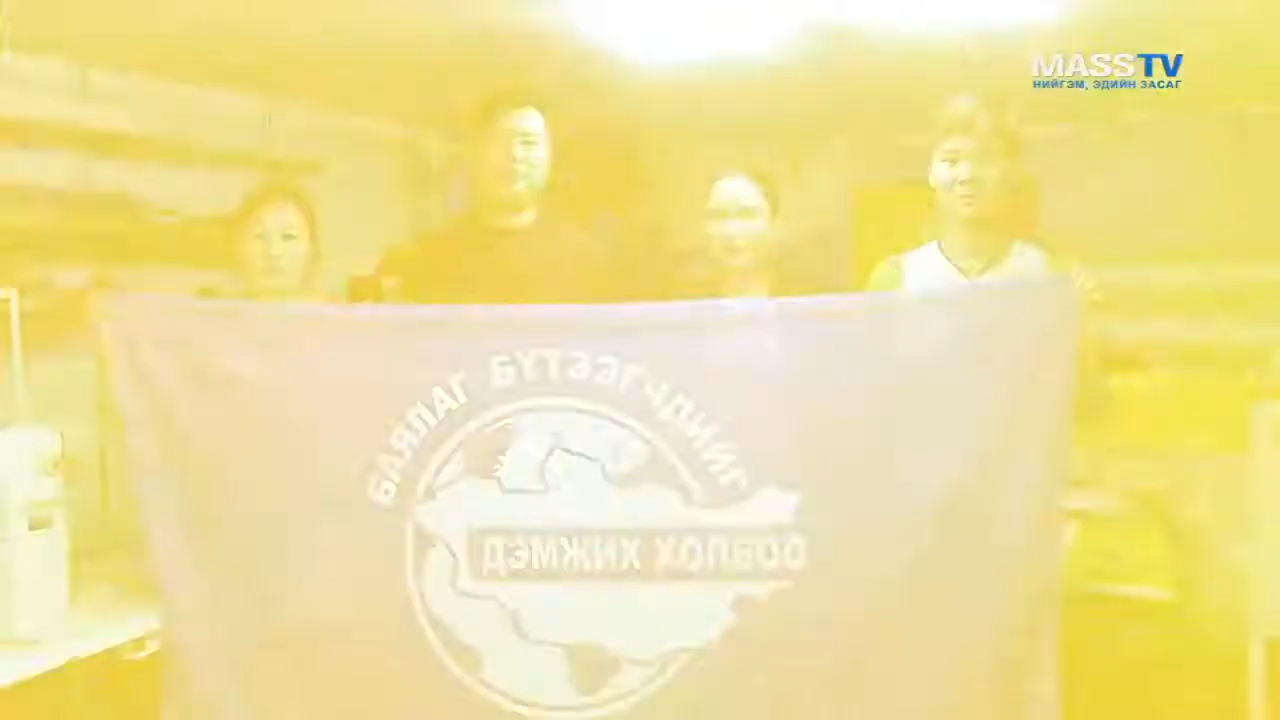 MASSTV
НИЙГЭМ, ЭДИЙН ЗАСАГ
БАЯЛАГ БҮТЭЭГЧДИЙГ
ДЭМЖИХ ХОЛБОО